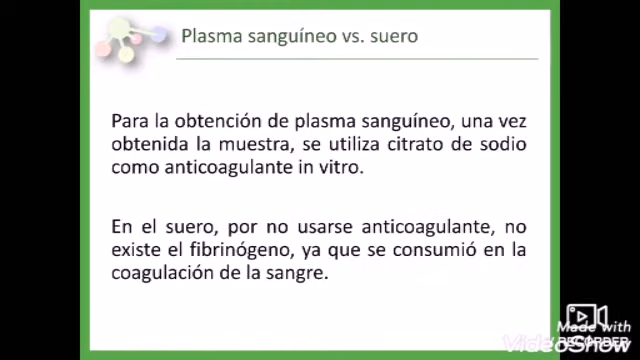 Plasma sanguíneo vs. suero
Para la obtención de plasma sanguíneo, una vez
obtenida la muestra, se utiliza citrato de sodio
como anticoagulante in vitro.
En el suero, por no usarse anticoagulante, no
existe el fibrinógeno, ya que se consumió en la
coagulación de la sangre.
Made with
RECORDER
VideoShow